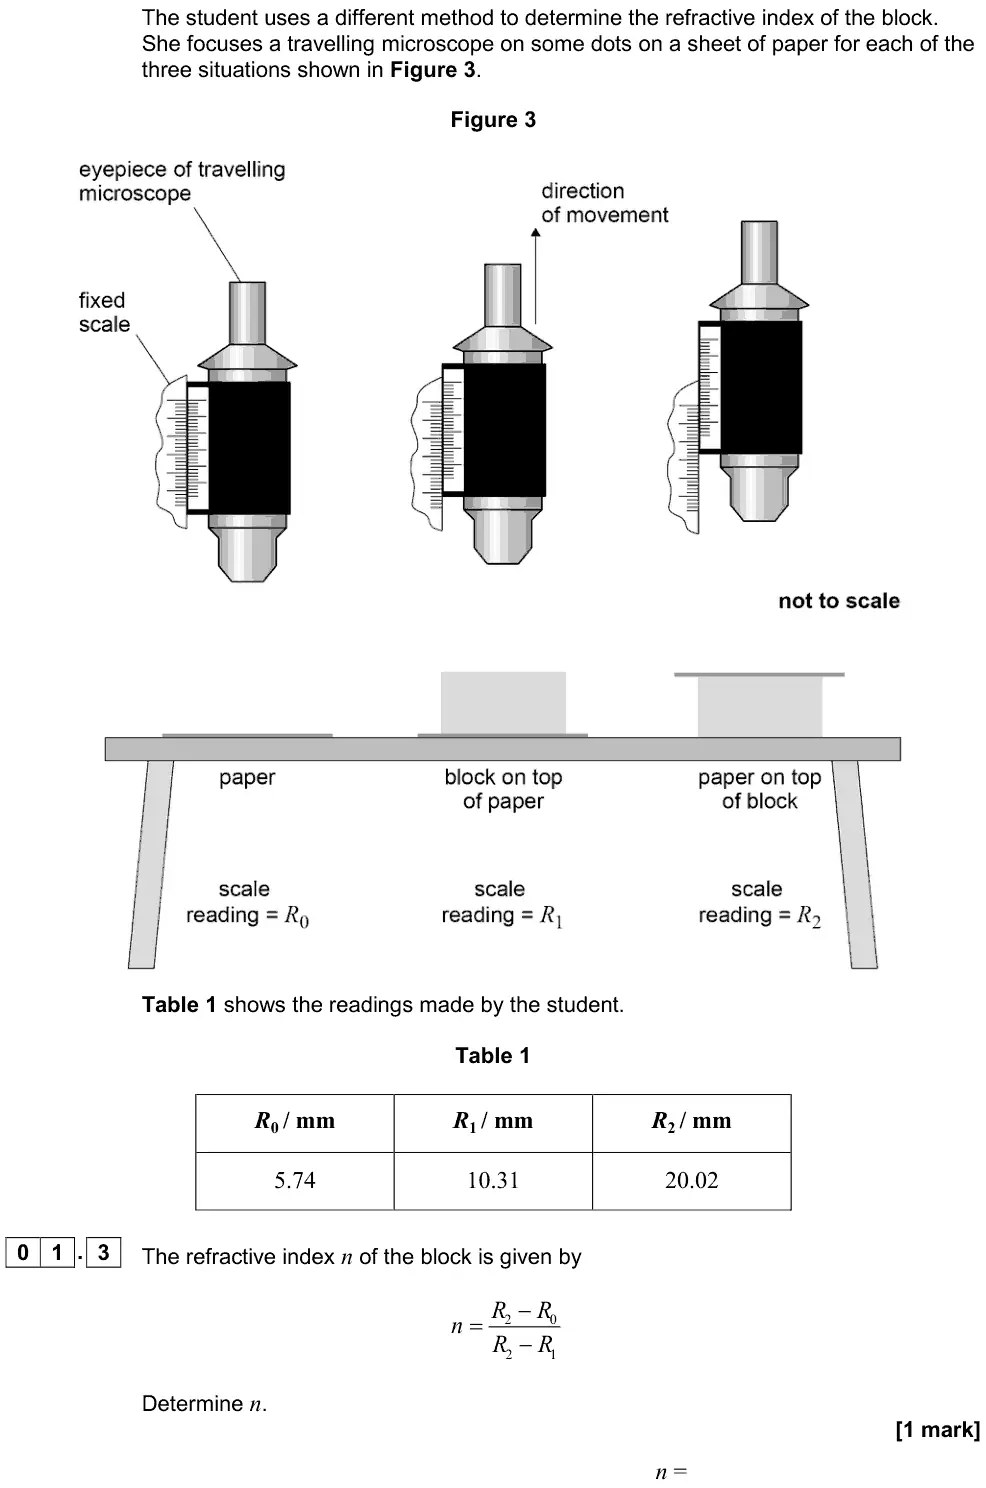 The student uses a different method to determine the refractive index of the block.
She focuses a travelling microscope on some dots on a sheet of paper for each of the
three situations shown in Figure 3.
Figure 3
eyepiece of travelling
microscope
direction
of movement
fixed
scale
not to scale
paper
block on top
of paper
paper on top
of block
scale
reading = R₀
scale
reading = R₁
scale
reading = R₂
Table 1 shows the readings made by the student.
Table 1
R₀ / mm R₁ / mm R₂ / mm
5.74 10.31 20.02
0 1 . 3 The refractive index n of the block is given by
n = (R₂ − R₀) / (R₂ − R₁)
Determine n.
[1 mark]
n =